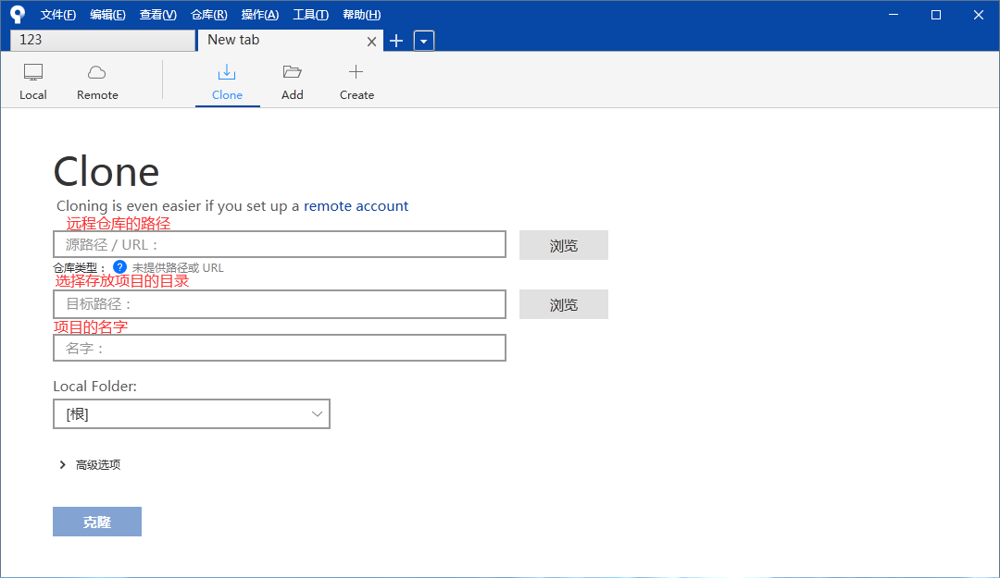 文件(F) 编辑(E) 查看(V) 仓库(R) 操作(A) 工具(T) 帮助(H)
123 New tab
Local Remote Clone Add Create
Clone
Cloning is even easier if you set up a remote account
远程仓库的路径
源路径 / URL： 浏览
仓库类型： ? 未提供路径或 URL
选择存放项目的目录
目标路径： 浏览
项目的名字
名字：
Local Folder:
[根]
高级选项
克隆